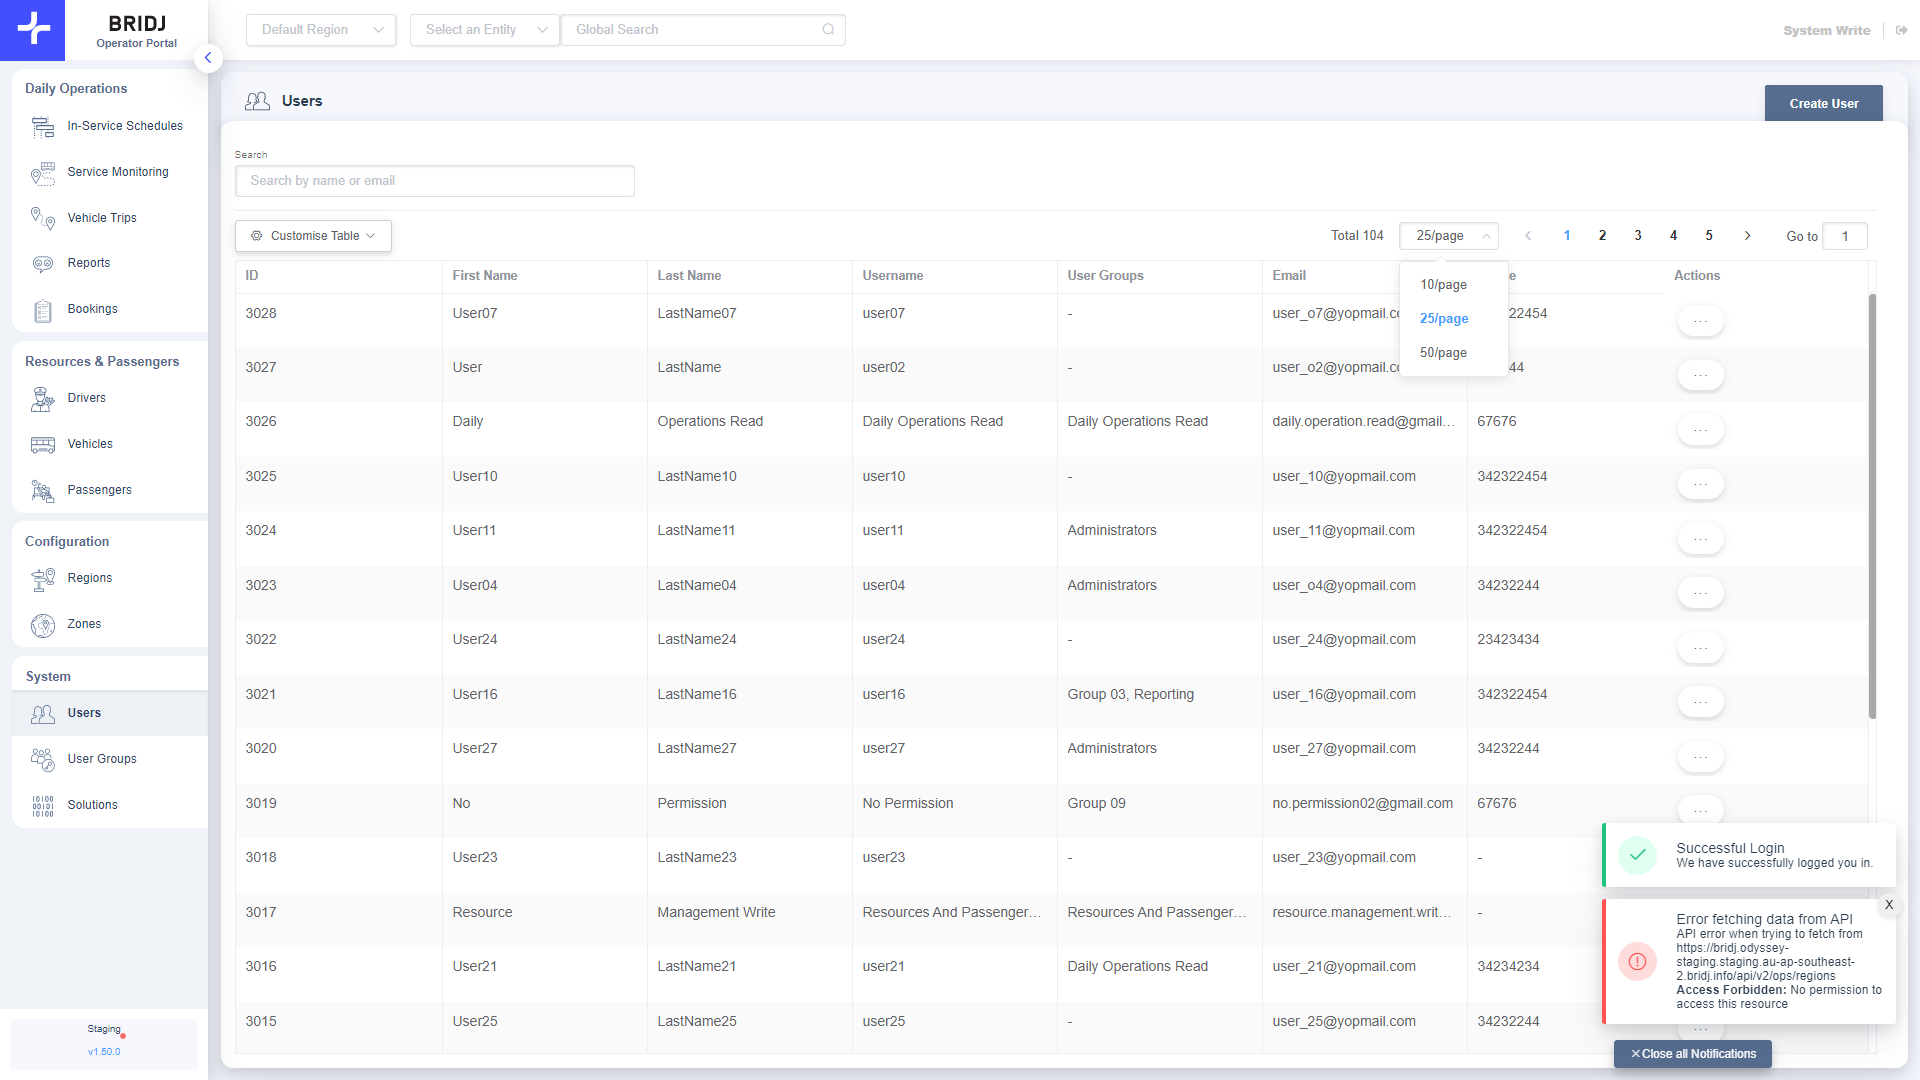 BRIDJ
Operator Portal
Default Region
Select an Entity
Global Search
System Write
Daily Operations
In-Service Schedules
Service Monitoring
Vehicle Trips
Reports
Bookings
Resources & Passengers
Drivers
Vehicles
Passengers
Configuration
Regions
Zones
System
Users
User Groups
Solutions
Staging
v1.50.0
Users
Create User
Search
Search by name or email
Customise Table
Total 104 25/page 1 2 3 4 5 Go to 1
10/page
25/page
50/page
ID First Name Last Name Username User Groups Email e Actions
3028 User07 LastName07 user07 - user_o7@yopmail.co 22454 ...
3027 User LastName user02 - user_o2@yopmail.co 44 ...
3026 Daily Operations Read Daily Operations Read Daily Operations Read daily.operation.read@gmail... 67676 ...
3025 User10 LastName10 user10 - user_10@yopmail.com 342322454 ...
3024 User11 LastName11 user11 Administrators user_11@yopmail.com 342322454 ...
3023 User04 LastName04 user04 Administrators user_o4@yopmail.com 34232244 ...
3022 User24 LastName24 user24 - user_24@yopmail.com 23423434 ...
3021 User16 LastName16 user16 Group 03, Reporting user_16@yopmail.com 342322454 ...
3020 User27 LastName27 user27 Administrators user_27@yopmail.com 34232244 ...
3019 No Permission No Permission Group 09 no.permission02@gmail.com 67676 ...
3018 User23 LastName23 user23 - user_23@yopmail.com -
3017 Resource Management Write Resources And Passenger... Resources And Passenger... resource.management.writ... -
3016 User21 LastName21 user21 Daily Operations Read user_21@yopmail.com 34234234
3015 User25 LastName25 user25 - user_25@yopmail.com 34232244 ...
Successful Login
We have successfully logged you in.
X
Error fetching data from API
API error when trying to fetch from
https://bridj.odyssey-
staging.staging.au-ap-southeast-
2.bridj.info/api/v2/ops/regions
Access Forbidden: No permission to
access this resource
×Close all Notifications